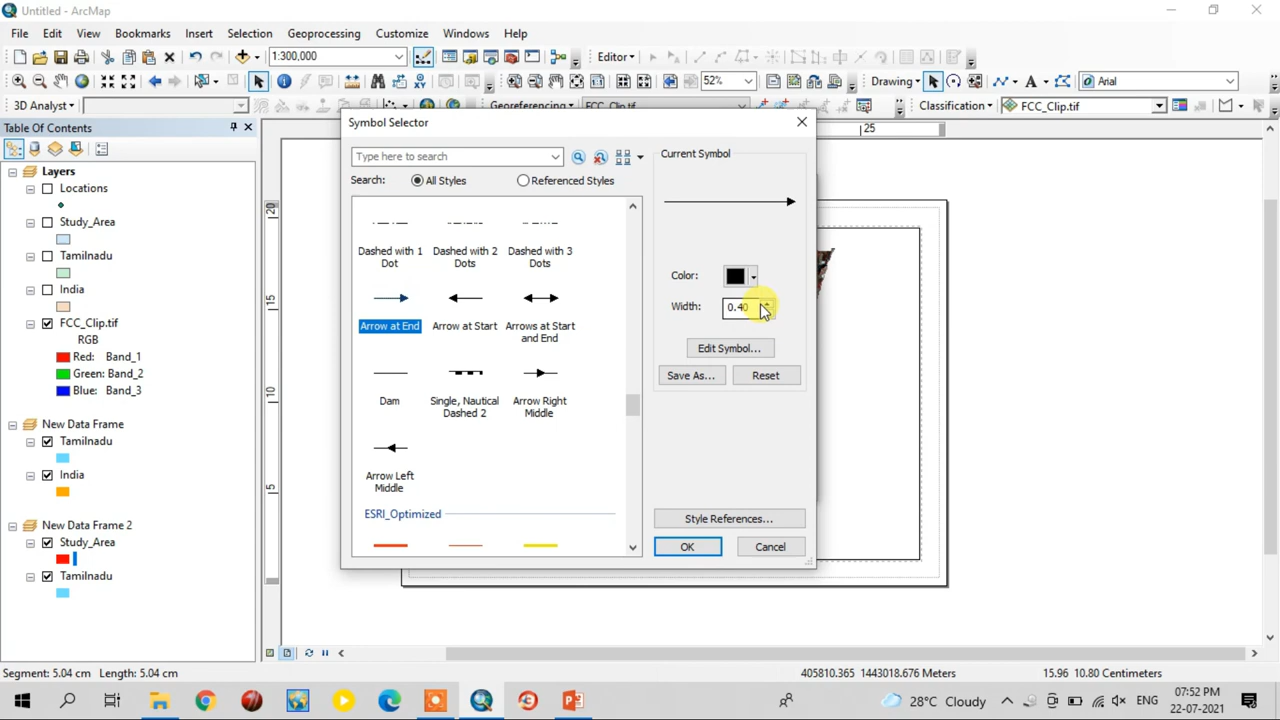 Untitled - ArcMap
File Edit View Bookmarks Insert Selection Geoprocessing Customize Windows Help
1:300,000 Editor
52% Drawing Arial
3D Analyst Georeferencing FCC_Clip.tif Classification FCC_Clip.tif
Table Of Contents
Layers
Locations
Study_Area
Tamilnadu
India
FCC_Clip.tif
RGB
Red: Band_1
Green: Band_2
Blue: Band_3
New Data Frame
Tamilnadu
India
New Data Frame 2
Study_Area
Tamilnadu
25
20
15
10
5
Symbol Selector
Type here to search
Search: All Styles Referenced Styles
Dashed with 1 Dot
Dashed with 2 Dots
Dashed with 3 Dots
Arrow at End
Arrow at Start
Arrows at Start and End
Dam
Single, Nautical Dashed 2
Arrow Right Middle
Arrow Left Middle
ESRI_Optimized
Current Symbol
Color:
Width: 0.40
Edit Symbol...
Save As... Reset
Style References...
OK Cancel
Segment: 5.04 cm Length: 5.04 cm 405810.365 1443018.676 Meters 15.96 10.80 Centimeters
28°C Cloudy ENG 07:52 PM
22-07-2021